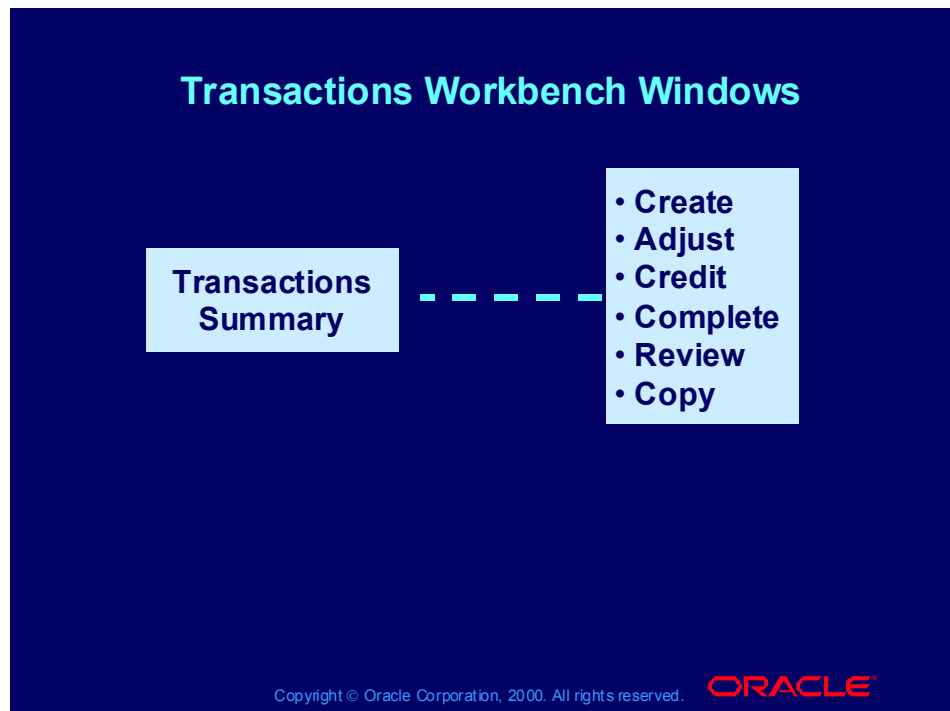 Transactions Workbench Windows
Transactions
Summary
• Create
• Adjust
• Credit
• Complete
• Review
• Copy
Copyright © Oracle Corporation, 2000. All rights reserved.
ORACLE®